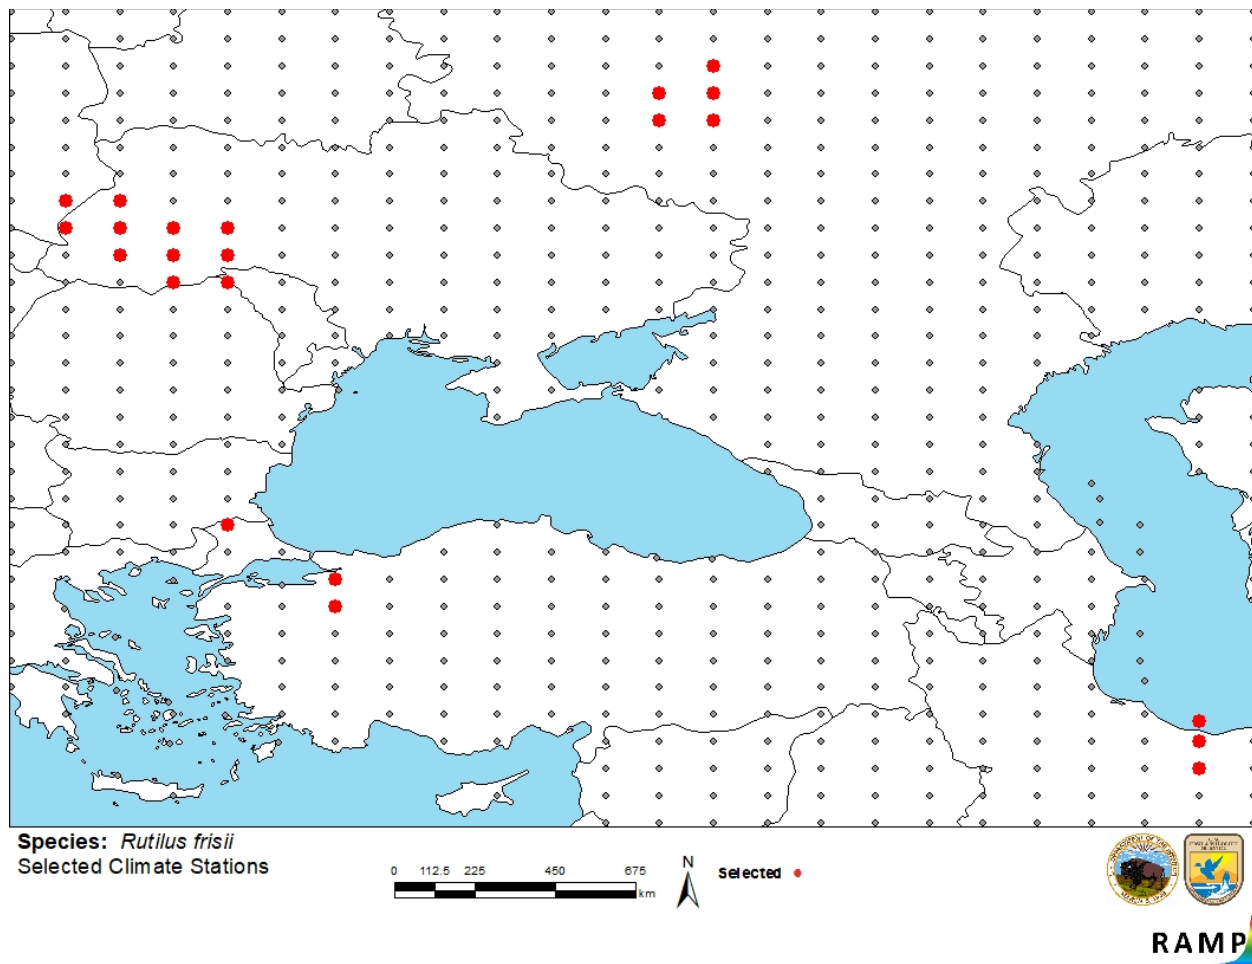 Species: Rutilus frisii
Selected Climate Stations
0 112.5 225 450 675
km
N
Selected
RAMP